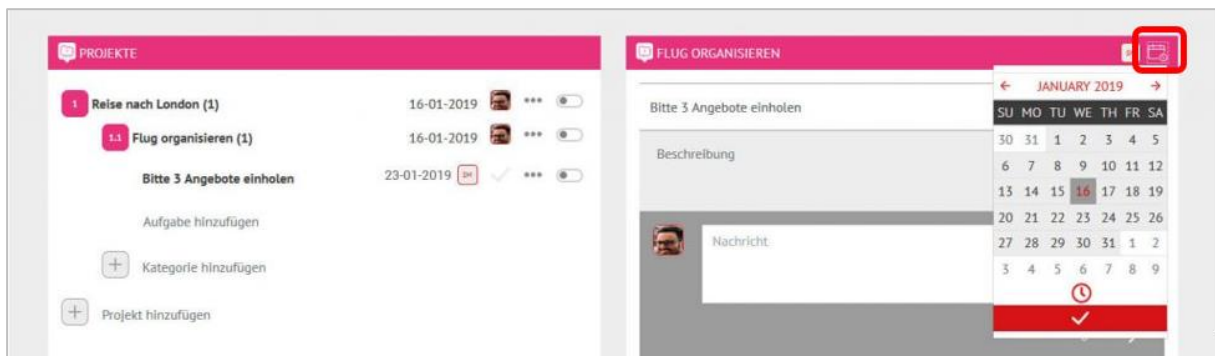 PROJEKTE
1 Reise nach London (1) 16-01-2019 •••
1.1 Flug organisieren (1) 16-01-2019 •••
Bitte 3 Angebote einholen 23-01-2019 •••
Aufgabe hinzufügen
+ Kategorie hinzufügen
+ Projekt hinzufügen
FLUG ORGANISIEREN
Bitte 3 Angebote einholen
Beschreibung
Nachricht
← JANUARY 2019 →
SU MO TU WE TH FR SA
30 31 1 2 3 4 5
6 7 8 9 10 11 12
13 14 15 16 17 18 19
20 21 22 23 24 25 26
27 28 29 30 31 1 2
3 4 5 6 7 8 9